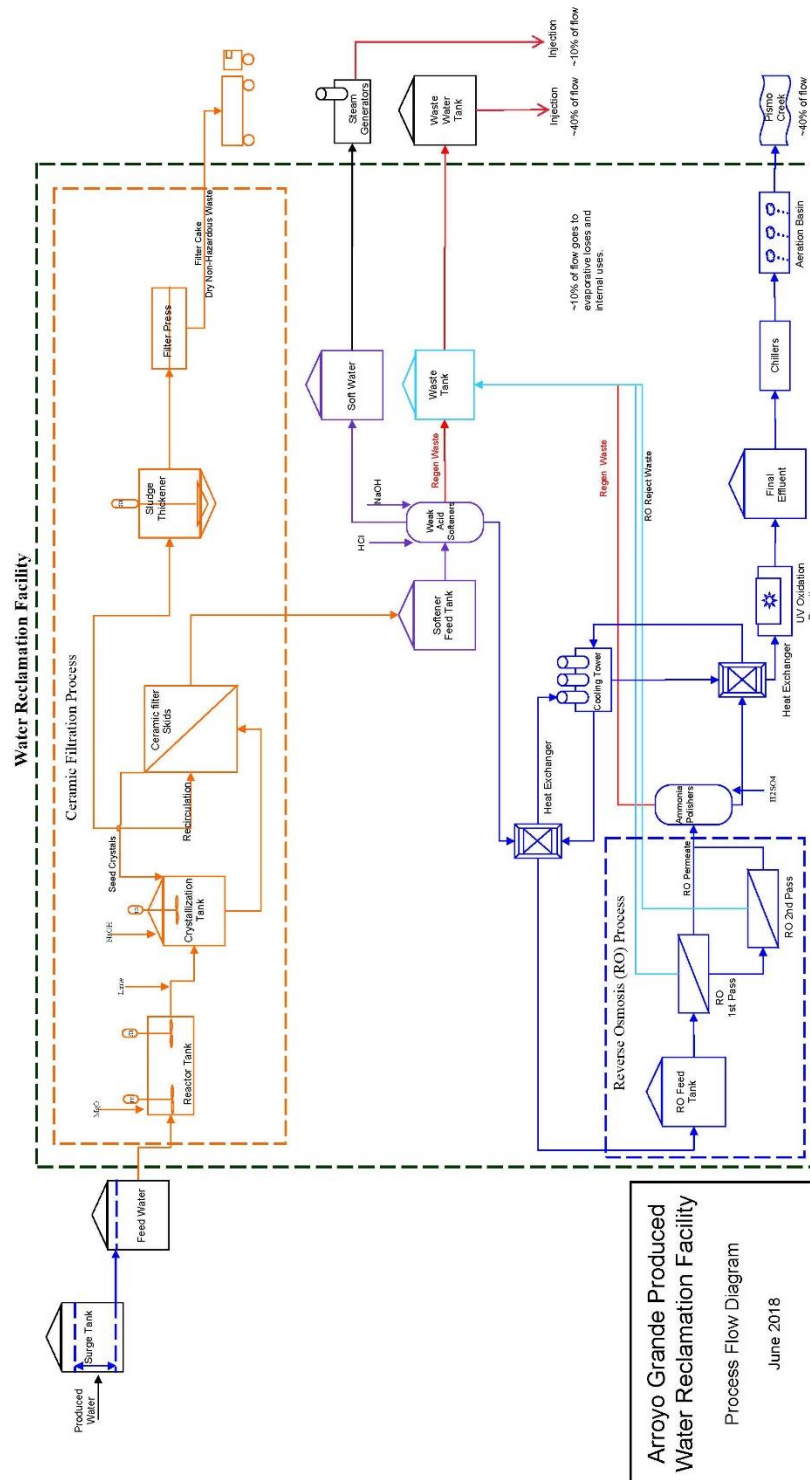 Water Reclamation Facility
Ceramic Filtration Process
Produced
Water
Surge Tank
Feed Water
MgO
m
m
Reactor Tank
Lime
NaOH
m
Crystallization
Tank
Seed Crystals
Recirculation
Ceramic filter
Skids
m
Sludge
Thickener
Filter Press
Filter Cake
Dry Non-Hazardous Waste
Softener
Feed Tank
HCl
NaOH
Weak
Acid
Softeners
Regen Waste
Soft Water
Waste
Tank
Steam
Generators
Injection
~10% of flow
Waste
Water
Tank
Injection
~40% of flow
~10% of flow goes to
evaporative loses and
internal uses.
Heat Exchanger
Cooling Tower
Regen Waste
RO Reject Waste
Reverse Osmosis (RO) Process
RO Feed
Tank
RO
1st Pass
RO 2nd Pass
RO Permeate
Ammonia
Polishers
H2SO4
Heat Exchanger
UV Oxidation
Final
Effluent
Chillers
Aeration Basin
Pismo
Creek
~40% of flow
Arroyo Grande Produced
Water Reclamation Facility
Process Flow Diagram
June 2018